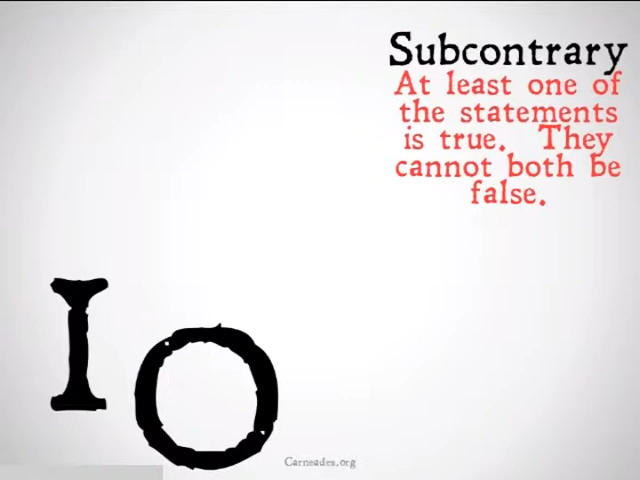 Subcontrary
At least one of
the statements
is true. They
cannot both be
false.
I
O
Carneades.org